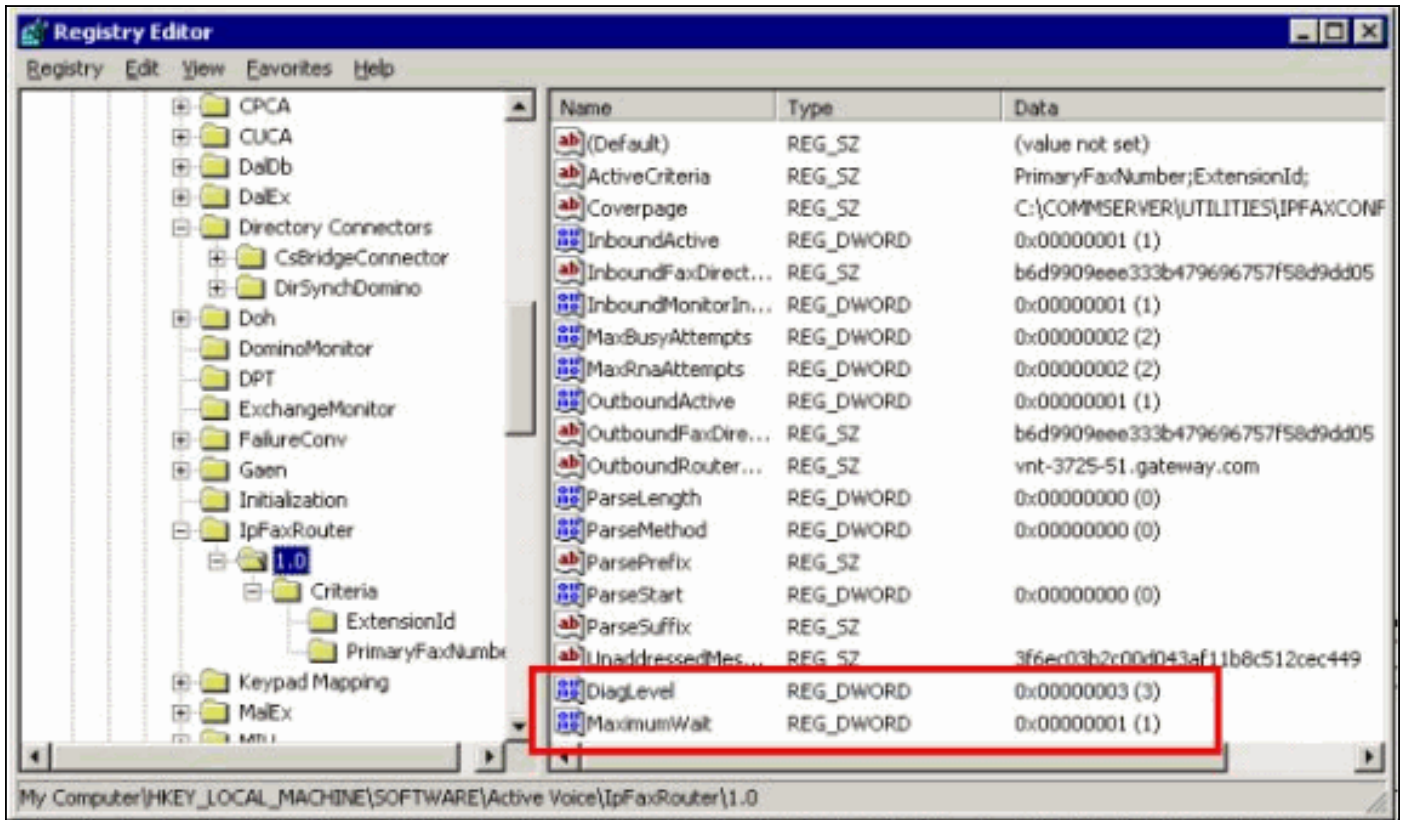 Registry Editor
Registry Edit View Favorites Help
CPCA
CUCA
DalDb
DalEx
Directory Connectors
CsBridgeConnector
DirSynchDomino
Doh
DominoMonitor
DPT
ExchangeMonitor
FailureConv
Gaen
Initialization
IpFaxRouter
1.0
Criteria
ExtensionId
PrimaryFaxNumbe
Keypad Mapping
MalEx
Name Type Data
(Default) REG_SZ (value not set)
ActiveCriteria REG_SZ PrimaryFaxNumber;ExtensionId;
Coverpage REG_SZ C:\COMMSERVER\UTILITIES\IPFAXCONF
InboundActive REG_DWORD 0x00000001 (1)
InboundFaxDirect... REG_SZ b6d9909eee333b479696757f58d9dd05
InboundMonitorIn... REG_DWORD 0x00000001 (1)
MaxBusyAttempts REG_DWORD 0x00000002 (2)
MaxRnaAttempts REG_DWORD 0x00000002 (2)
OutboundActive REG_DWORD 0x00000001 (1)
OutboundFaxDire... REG_SZ b6d9909eee333b479696757f58d9dd05
OutboundRouter... REG_SZ vnt-3725-51.gateway.com
ParseLength REG_DWORD 0x00000000 (0)
ParseMethod REG_DWORD 0x00000000 (0)
ParsePrefix REG_SZ
ParseStart REG_DWORD 0x00000000 (0)
ParseSuffix REG_SZ
UnaddressedMes... REG_SZ 3f6ec03b2c00d043af11b8c512cec449
DiagLevel REG_DWORD 0x00000003 (3)
MaximumWait REG_DWORD 0x00000001 (1)
My Computer\HKEY_LOCAL_MACHINE\SOFTWARE\Active Voice\IpFaxRouter\1.0